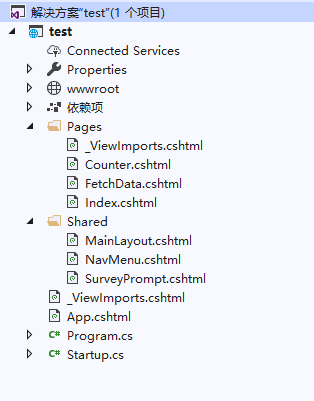 解决方案"test"(1 个项目)
test
Connected Services
Properties
wwwroot
依赖项
Pages
_ViewImports.cshtml
Counter.cshtml
FetchData.cshtml
Index.cshtml
Shared
MainLayout.cshtml
NavMenu.cshtml
SurveyPrompt.cshtml
_ViewImports.cshtml
App.cshtml
C# Program.cs
C# Startup.cs